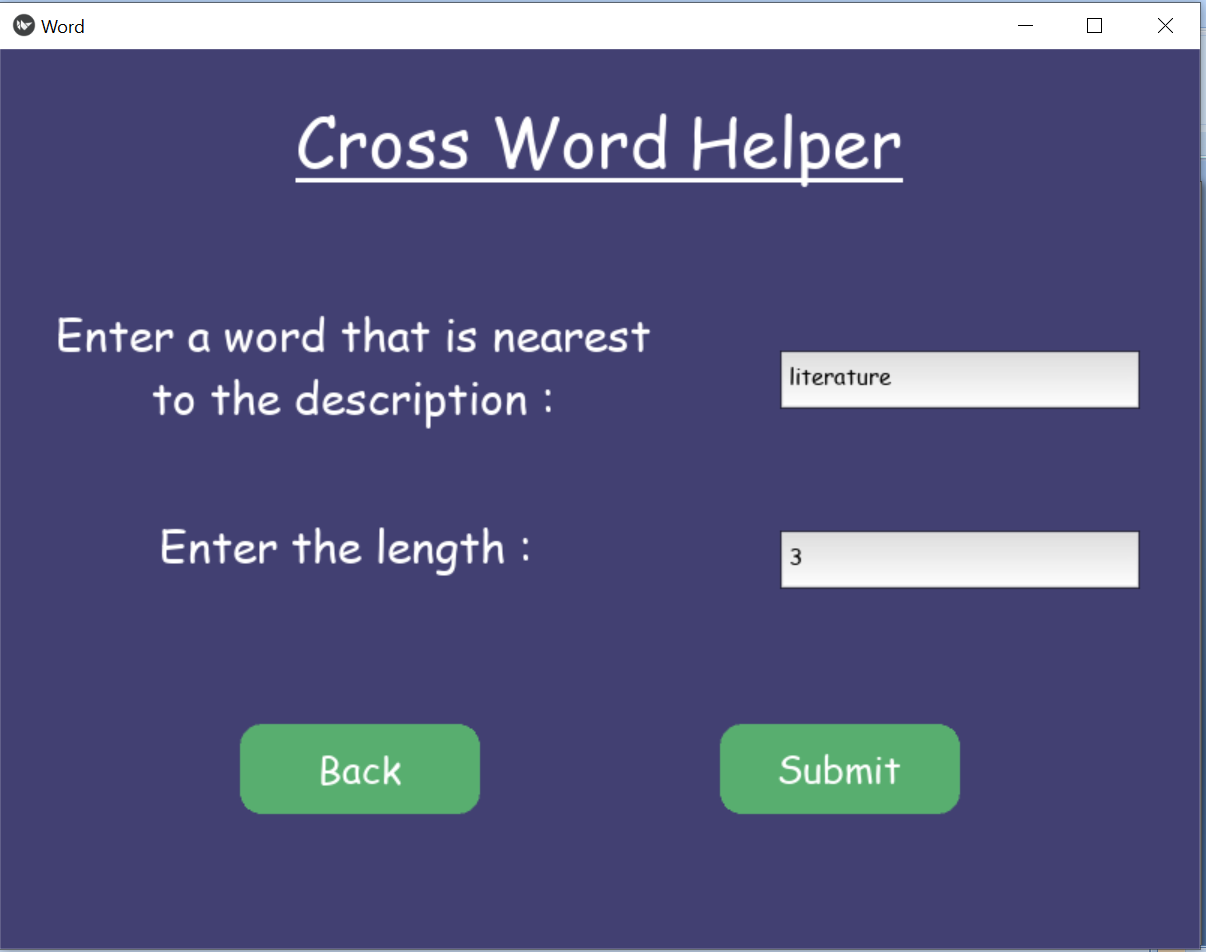 Word
Cross Word Helper
Enter a word that is nearest
to the description :
literature
Enter the length :
3
Back
Submit